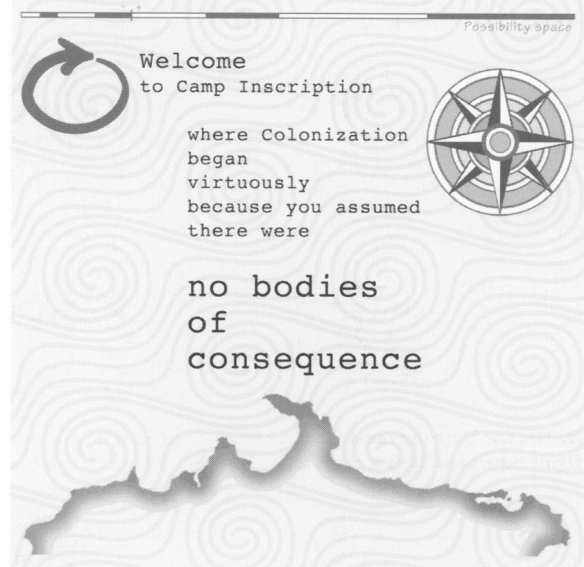 Possibility space
Welcome
to Camp Inscription
where Colonization
began
virtuously
because you assumed
there were
no bodies
of
consequence